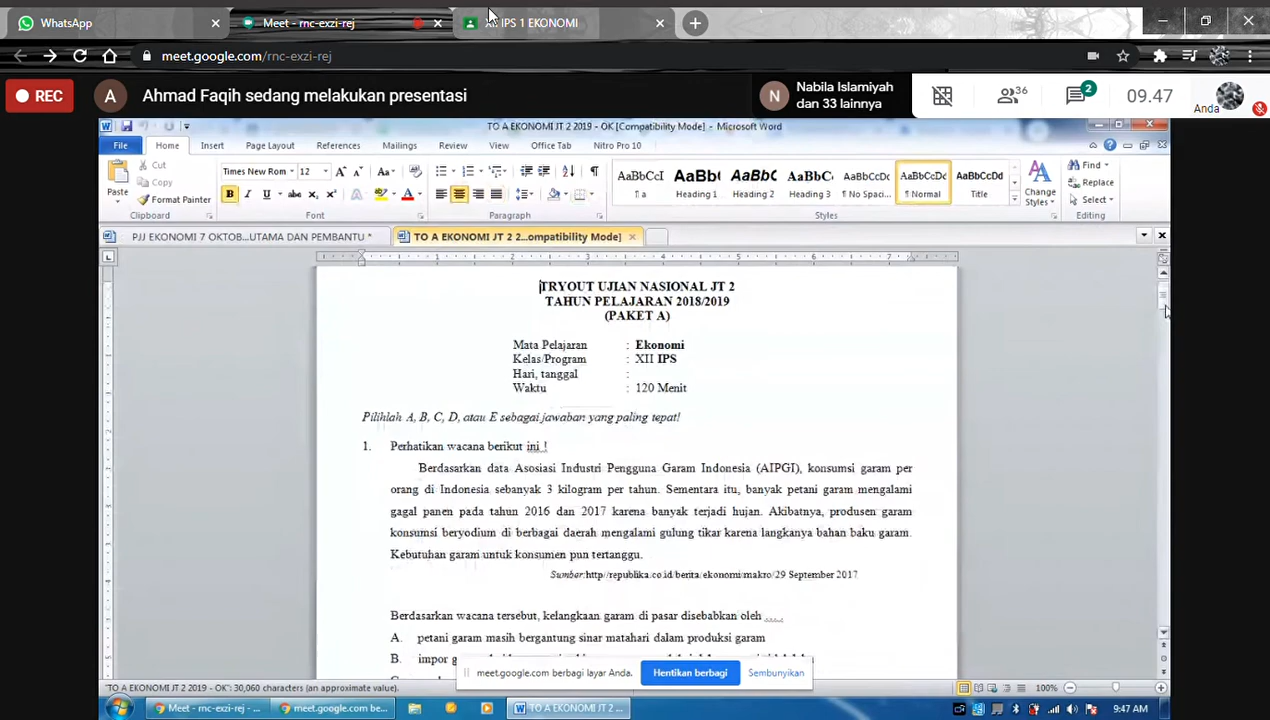 WhatsApp
Meet - rnc-exzi-rej
IPS 1 EKONOMI
meet.google.com/rnc-exzi-rej
REC
A
Ahmad Faqih sedang melakukan presentasi
N
Nabila Islamiyah
dan 33 lainnya
36
2
09.47
Anda
TO A EKONOMI JT 2 2019 - OK [Compatibility Mode] - Microsoft Word
File Home Insert Page Layout References Mailings Review View Foxit PDF Nitro Pro 10
Paste
Cut
Copy
Format Painter
Clipboard
Times New Rom 12
Font
Paragraph
AaBbCcI AaBbC AaBbC AaBbC AaBbCcDc AaBbCcDc AaBbCcDd
¶ a Heading 1 Heading 2 Heading 3 ¶ No Spaci... ¶ Normal Title
Change
Styles
Styles
Find
Replace
Select
Editing
PJJ EKONOMI 7 OKTOB...UTAMA DAN PEMBANTU *
TO A EKONOMI JT 2 2...ompatibility Mode]
TRYOUT UJIAN NASIONAL JT 2
TAHUN PELAJARAN 2018/2019
(PAKET A)
Mata Pelajaran : Ekonomi
Kelas/Program : XII IPS
Hari, tanggal :
Waktu : 120 Menit
Pilihlah A, B, C, D, atau E sebagai jawaban yang paling tepat!
1. Perhatikan wacana berikut ini !
Berdasarkan data Asosiasi Industri Pengguna Garam Indonesia (AIPGI), konsumsi garam per
orang di Indonesia sebanyak 3 kilogram per tahun. Sementara itu, banyak petani garam mengalami
gagal panen pada tahun 2016 dan 2017 karena banyak terjadi hujan. Akibatnya, produsen garam
konsumsi beryodium di berbagai daerah mengalami gulung tikar karena langkanya bahan baku garam.
Kebutuhan garam untuk konsumen pun tertanggu.
Sumber:http//republika.co.id/berita/ekonomi/makro/29 September 2017
Berdasarkan wacana tersebut, kelangkaan garam di pasar disebabkan oleh .....
A. petani garam masih bergantung sinar matahari dalam produksi garam
B. impor
meet.google.com berbagi layar Anda.
Hentikan berbagi
Sembunyikan
"TO A EKONOMI JT 2 2019 - OK": 30,060 characters (an approximate value).
100%
Meet - rnc-exzi-rej - ...
meet.google.com be...
TO A EKONOMI JT 2 ...
9:47 AM